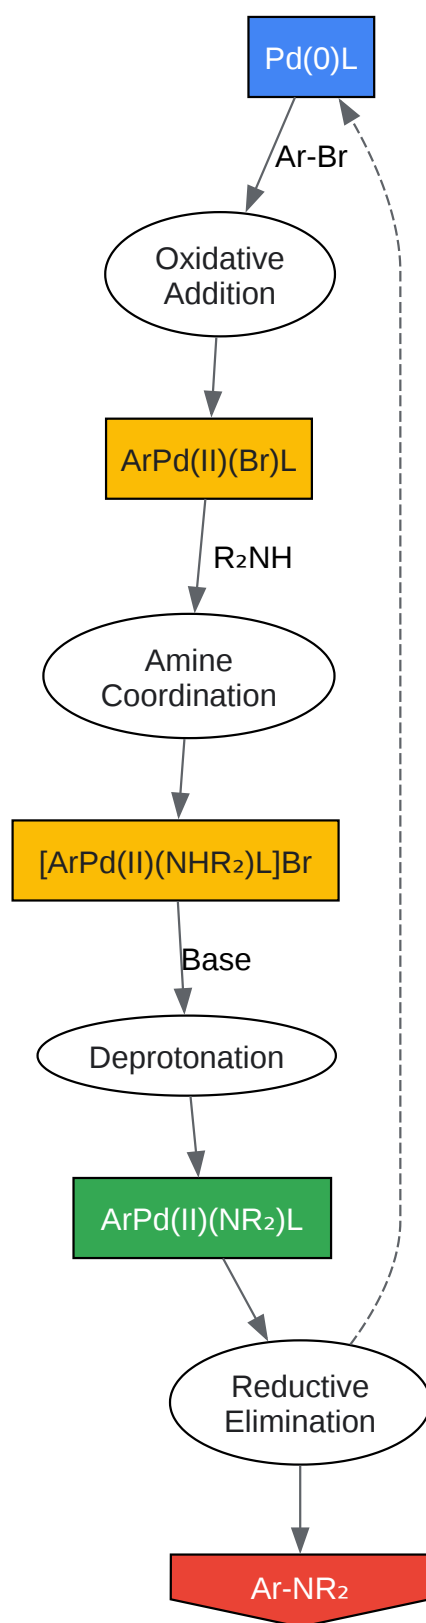 Pd(0)L
Ar-Br
Oxidative
Addition
ArPd(II)(Br)L
R₂NH
Amine
Coordination
[ArPd(II)(NHR₂)L]Br
Base
Deprotonation
ArPd(II)(NR₂)L
Reductive
Elimination
Ar-NR₂